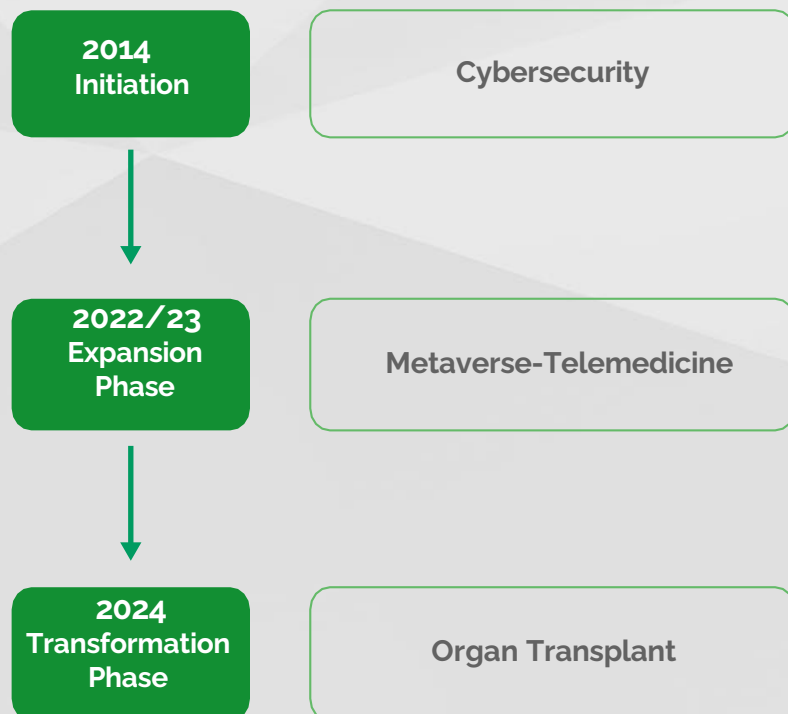 2014
Initiation
Cybersecurity
2022/23
Expansion
Phase
Metaverse-Telemedicine
2024
Transformation
Phase
Organ Transplant